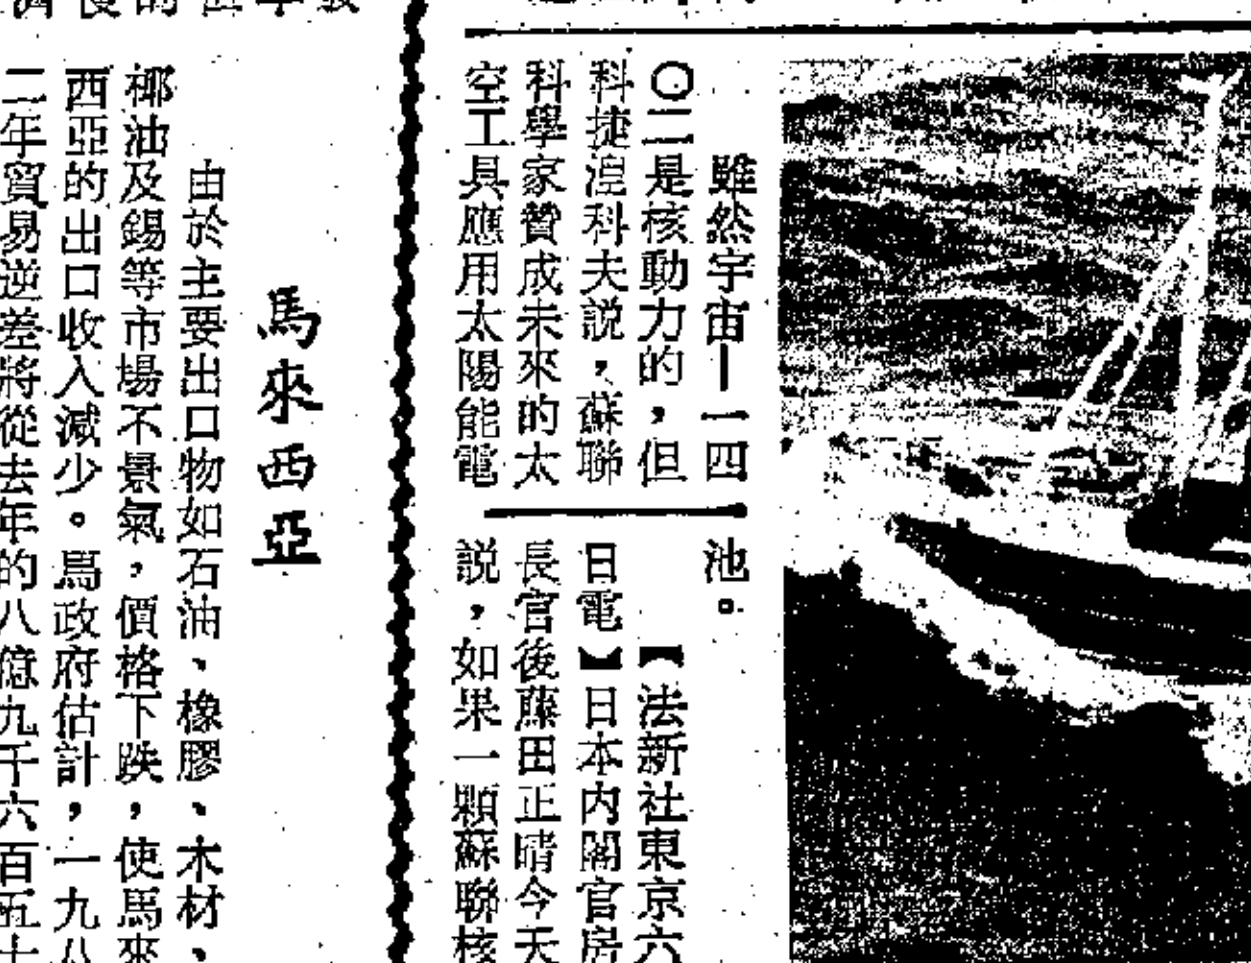 雖然宇宙—一四
〇二是核動力的，但
科捷湟科夫説，蘇聯
科學家贊成未來的太
空工具應用太陽能電
池。
【法新社東京六
日電】日本内閣官房
長官後藤田正晴今天
説，如果一顆蘇聯核
馬來西亞
由於主要出口物如石油、橡膠、木材、
椰油及錫等市場不景氣，價格下跌，使馬來
西亞的出口收入減少。馬政府估計，一九八
二年貿易逆差將從去年的八億九千六百五十